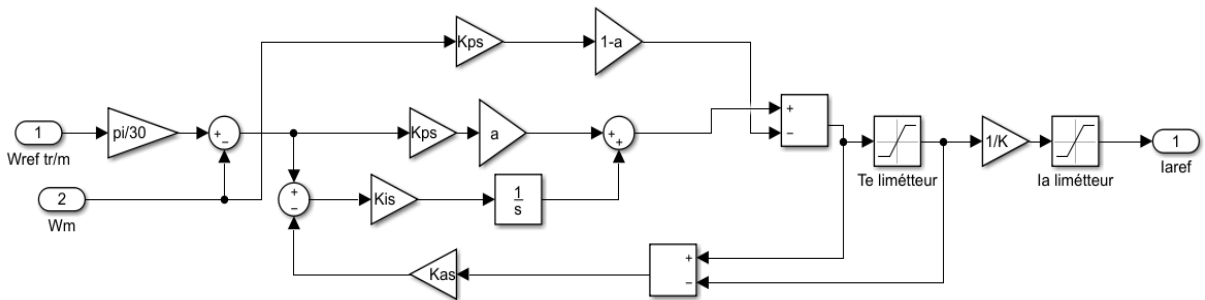 Kps
1-a
+
−
1
Wref tr/m
pi/30
+
−
Kps
a
+
+
Te limétteur
1/K
Ia limétteur
1
Iaref
2
Wm
+
−
Kis
1
s
Kas
+
−